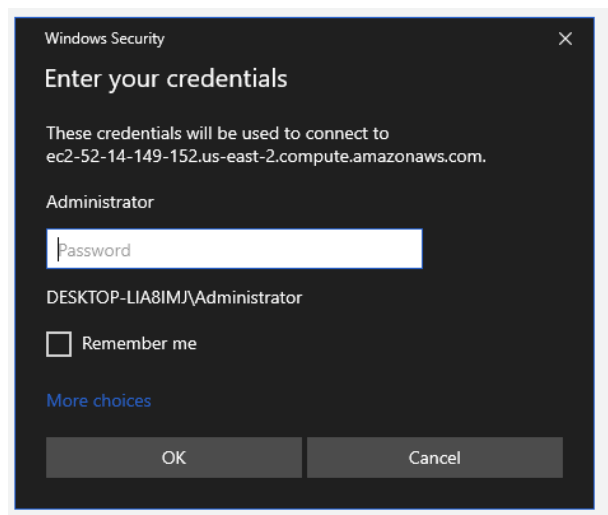 Windows Security
Enter your credentials
These credentials will be used to connect to
ec2-52-14-149-152.us-east-2.compute.amazonaws.com.
Administrator
Password
DESKTOP-LIA8IMJ\Administrator
Remember me
More choices
OK
Cancel